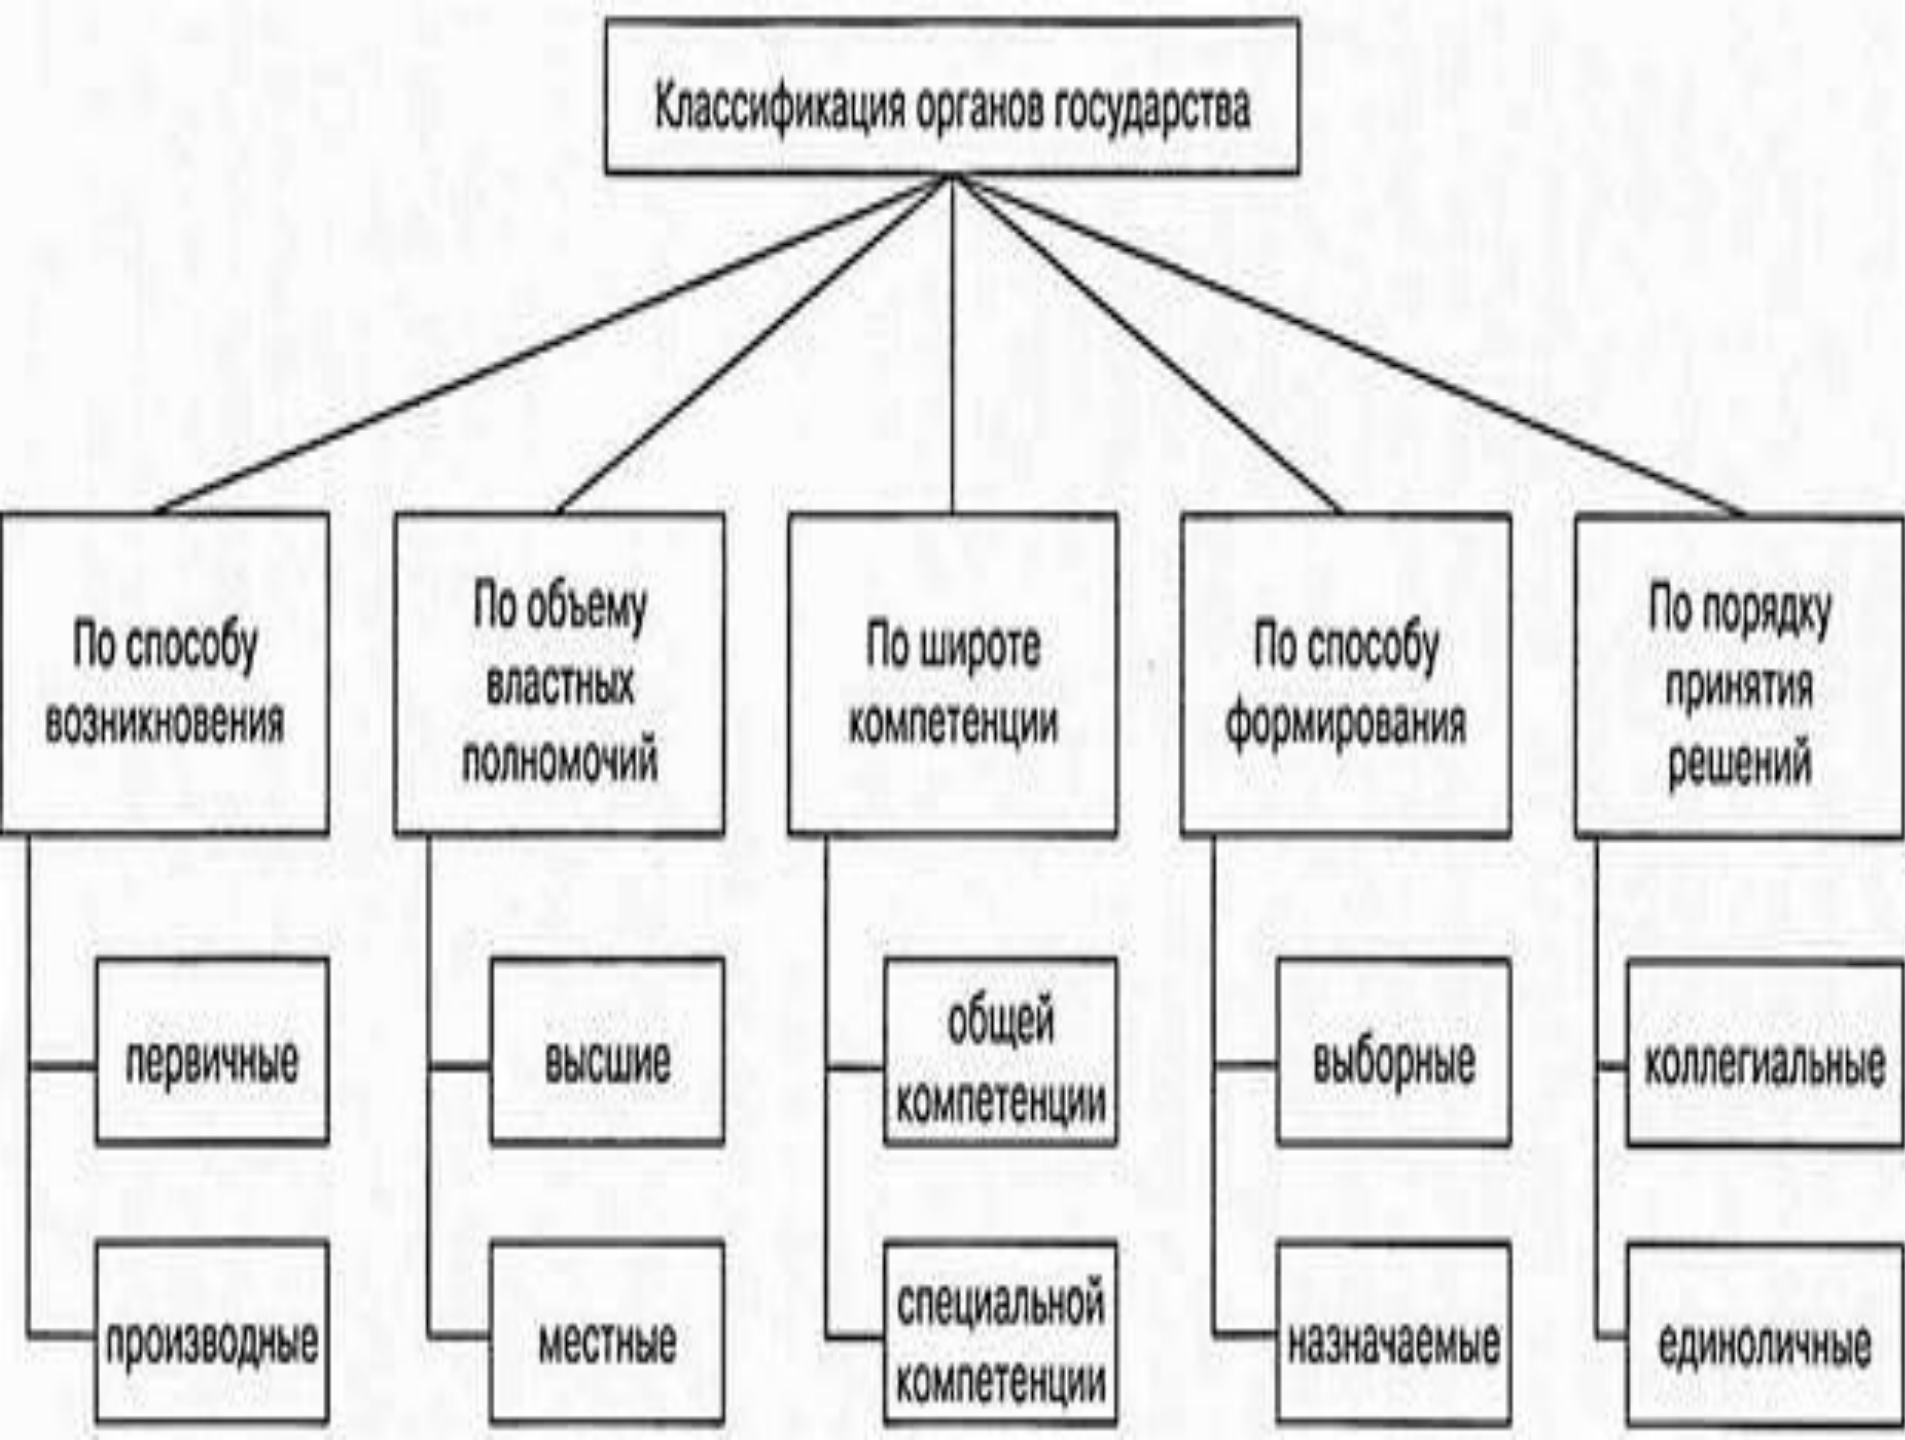 Классификация органов государства
По способу
возникновения
По объему
властных
полномочий
По широте
компетенции
По способу
формирования
По порядку
принятия
решений
первичные
высшие
общей
компетенции
выборные
коллегиальные
производные
местные
специальной
компетенции
назначаемые
единоличные